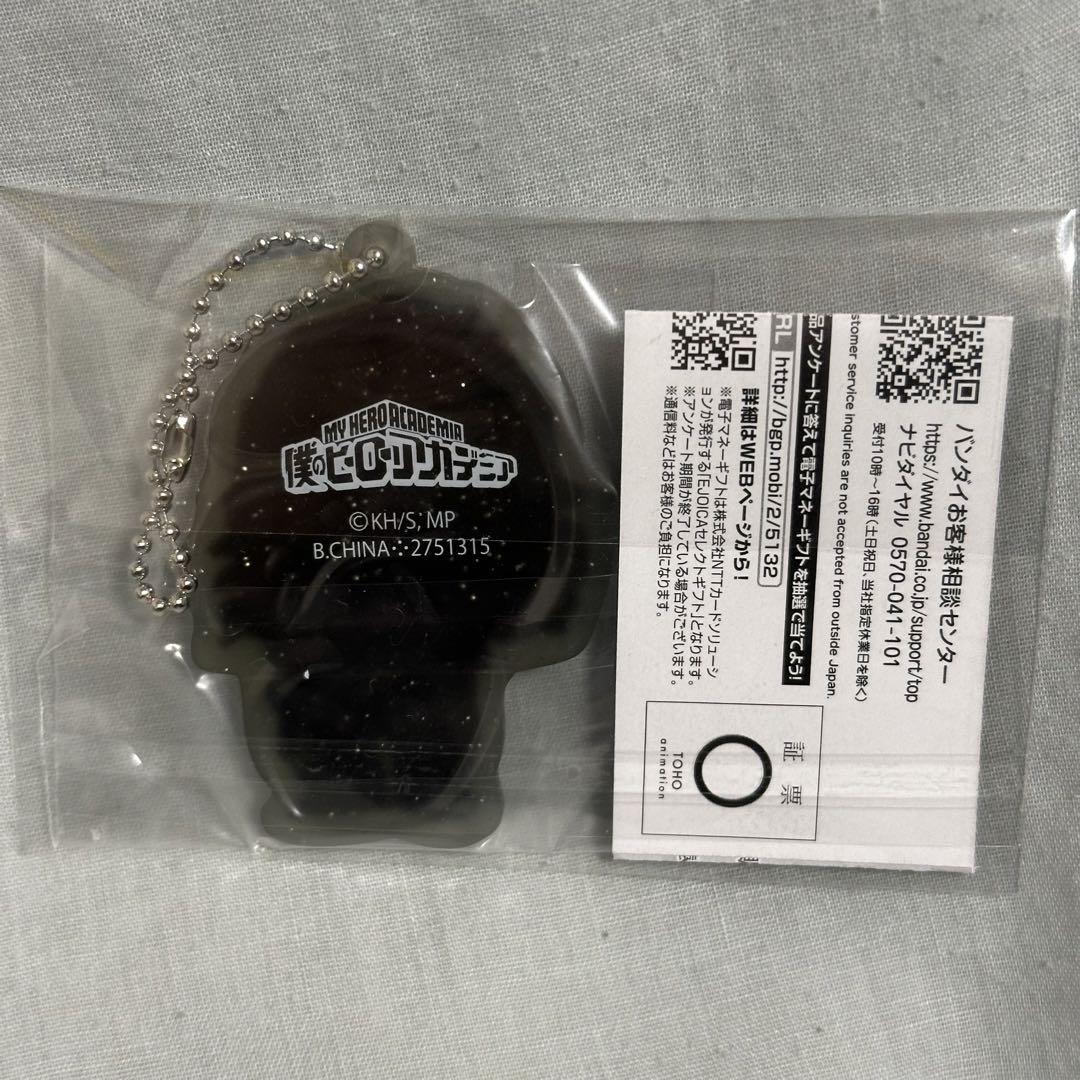 MY HERO ACADEMIA
僕のヒーローアカデミア
©KH/S, MP
B.CHINA 2751315
バンダイお客様相談センター
https://www.bandai.co.jp/support/top
ナビダイヤル 0570-041-101
受付10時～16時(土日祝日、当社指定休業日を除く)
stomer service inquiries are not accepted from outside Japan.
品アンケートに答えて電子マネーギフトを抽選で当てよう!
RL http://bgp.mobi/2/5132
詳細はWEBページから!
※電子マネーギフトは株式会社NTTカードソリューシ
ョンが発行する「EJOICAセレクトギフト」となります。
※アンケート期間が終了している場合がございます。
※通信料などはお客様のご負担になります。
証票
TOHO
animation